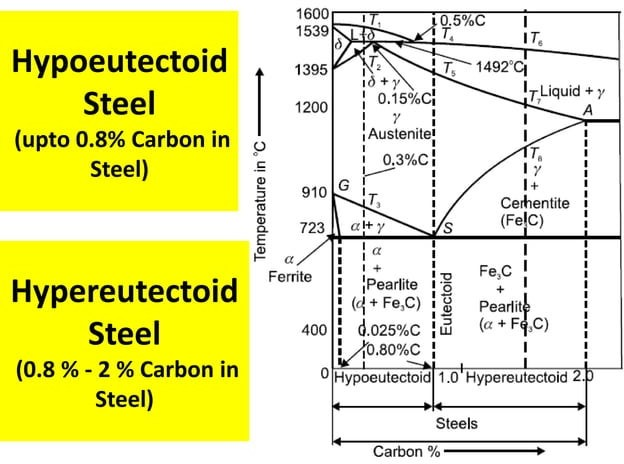 Hypoeutectoid
Steel
(upto 0.8% Carbon in
Steel)
Hypereutectoid
Steel
(0.8 % - 2 % Carbon in
Steel)
Temperature in °C
1600
1539
1395
1200
910
723
400
0
T1
0.5%C
L+δ
δ
T4
T6
1492°C
T2
T5
δ + γ
0.15%C
T7
Liquid + γ
A
γ
Austenite
0,3%C
T8
γ
+
Cementite
(Fe3C)
G
T3
α + γ
S
α
Ferrite
α
+
Pearlite
(α + Fe3C)
0.025%C
0.80%C
Eutectoid
Fe3C
+
Pearlite
(α + Fe3C)
Hypoeutectoid
1.0
Hypereutectoid
2.0
Steels
Carbon %